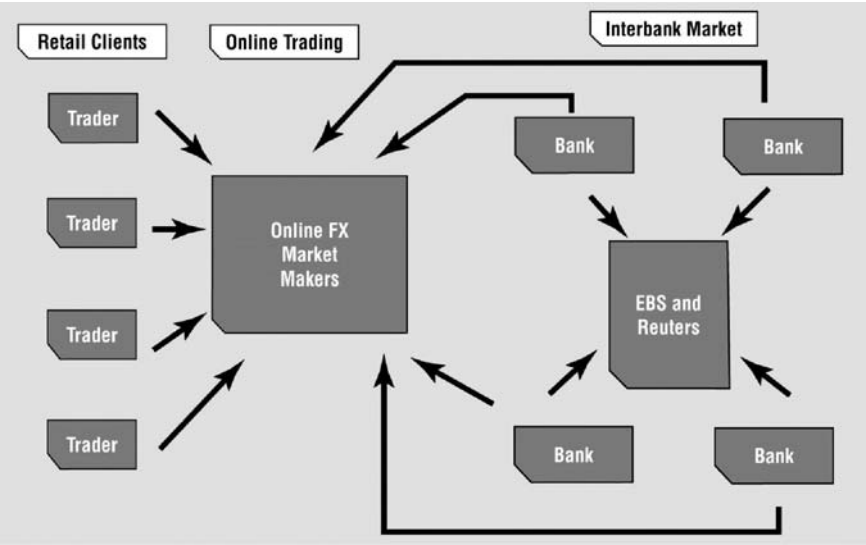 Retail Clients
Online Trading
Interbank Market
Trader
Trader
Trader
Trader
Online FX
Market
Makers
Bank
Bank
EBS and
Reuters
Bank
Bank